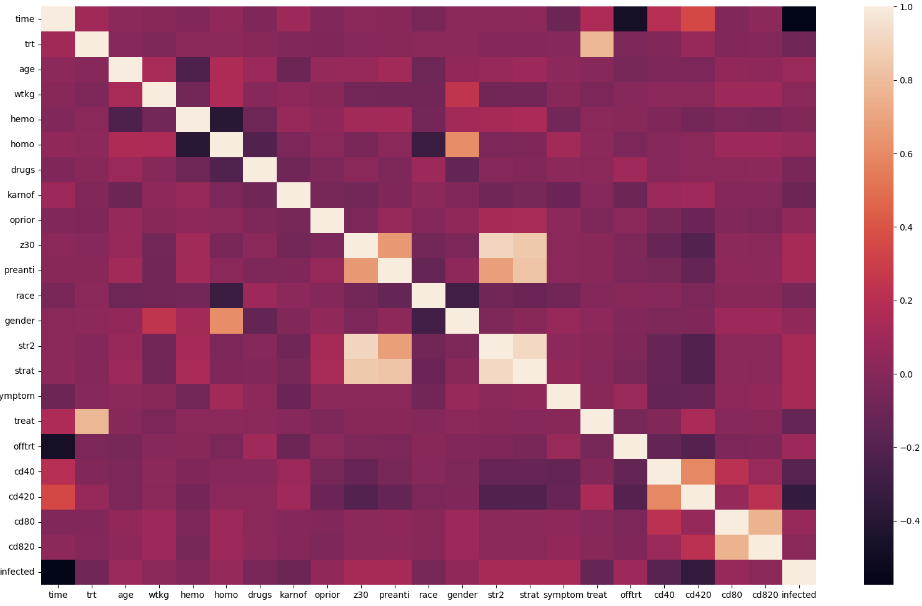 time
trt
age
wtkg
hemo
homo
drugs
karnof
oprior
z30
preanti
race
gender
str2
strat
ymptom
treat
offtrt
cd40
cd420
cd80
cd820
infected
time trt age wtkg hemo homo drugs karnof oprior z30 preanti race gender str2 strat symptom treat offtrt cd40 cd420 cd80 cd820 infected
1.0
0.8
0.6
0.4
0.2
0.0
−0.2
−0.4